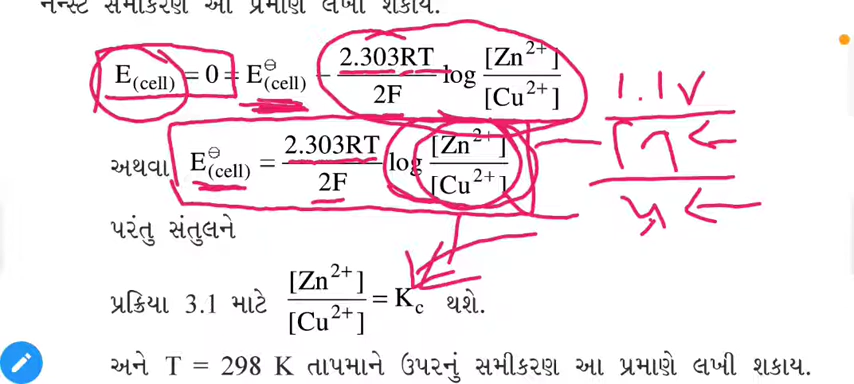 નર્ન્સ્ટ સમીકરણ આ પ્રમાણે લખી શકાય.
E(cell) = 0 = E⊖(cell) − 2.303RT/2F log [Zn2+]/[Cu2+]
1.1 V
અથવા E⊖(cell) = 2.303RT/2F log [Zn2+]/[Cu2+]
પરંતુ સંતુલને
પ્રક્રિયા 3.1 માટે [Zn2+]/[Cu2+] = Kc થશે.
અને T = 298 K તાપમાને ઉપરનું સમીકરણ આ પ્રમાણે લખી શકાય.